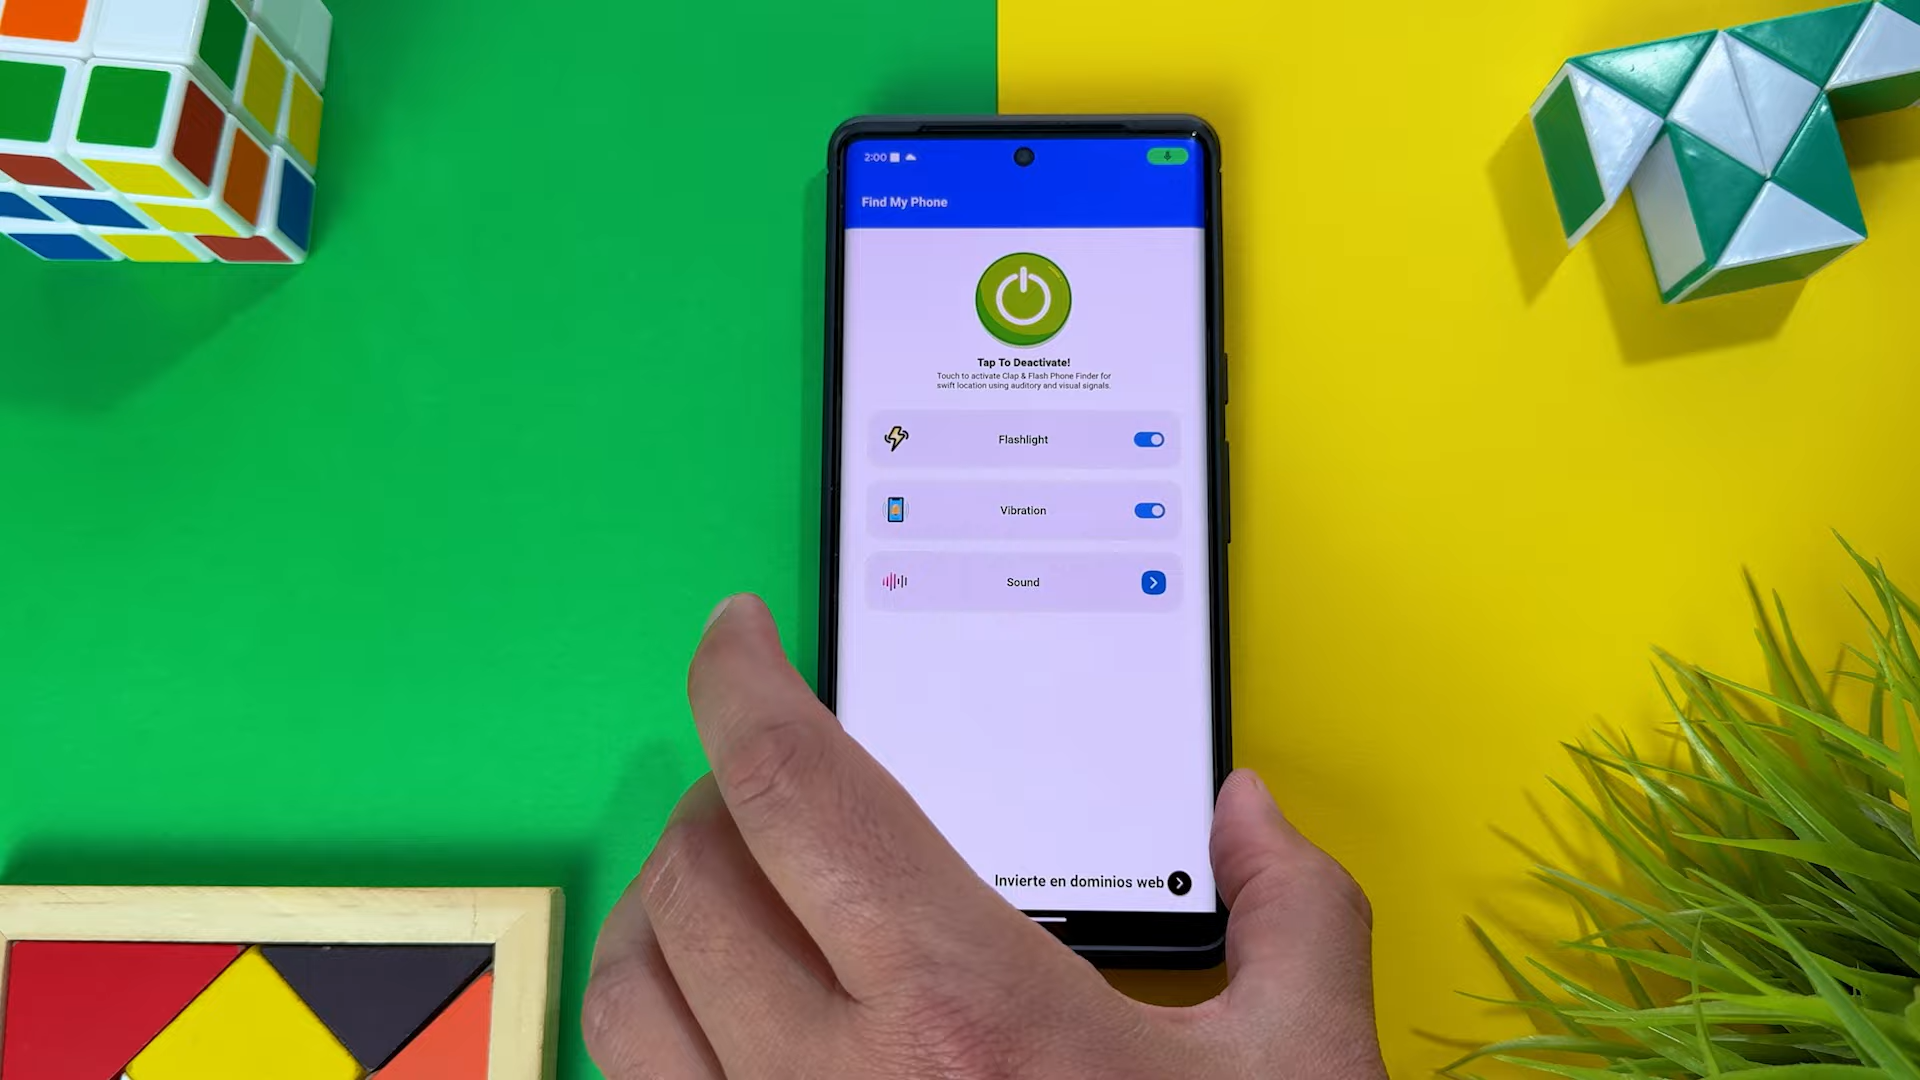 2:00
Find My Phone
Tap To Deactivate!
Touch to activate Clap & Flash Phone Finder for
swift location using auditory and visual signals.
Flashlight
Vibration
Sound
Invierte en dominios web